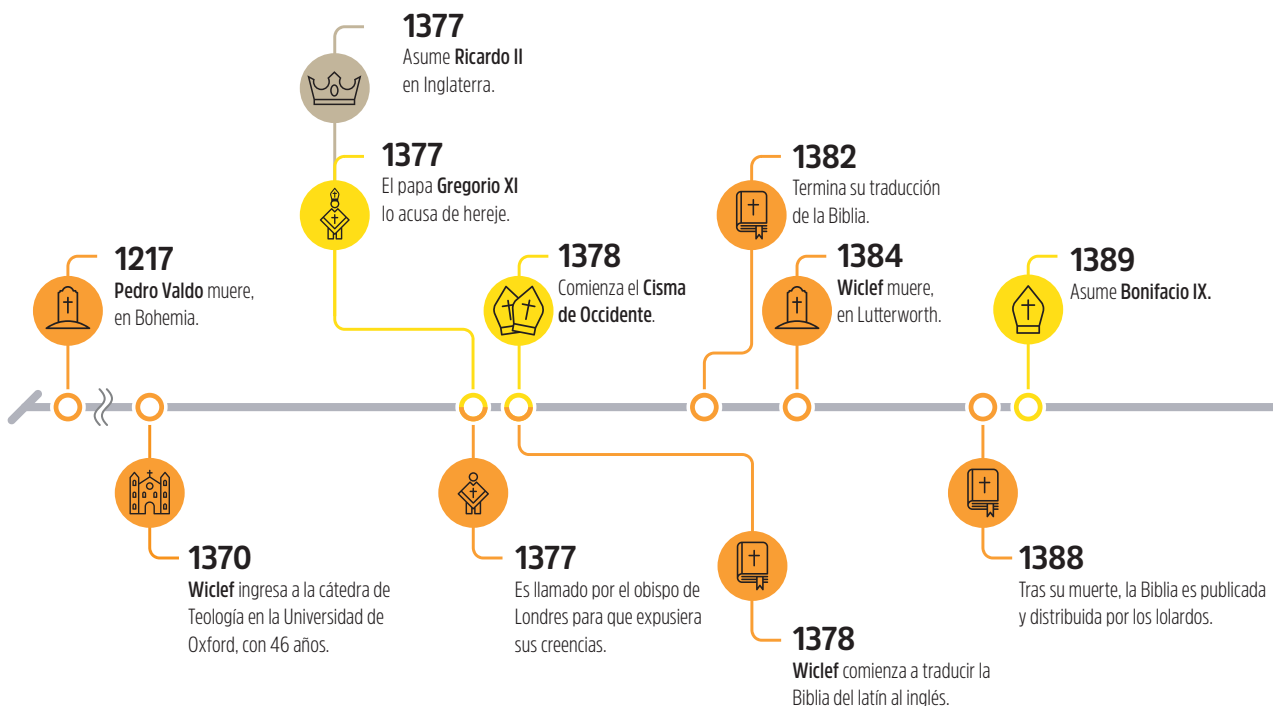 1377
Asume Ricardo II
en Inglaterra.
1377
El papa Gregorio XI
lo acusa de hereje.
1382
Termina su traducción
de la Biblia.
1217
Pedro Valdo muere,
en Bohemia.
1378
Comienza el Cisma
de Occidente.
1384
Wiclef muere,
en Lutterworth.
1389
Asume Bonifacio IX.
1370
Wiclef ingresa a la cátedra de
Teología en la Universidad de
Oxford, con 46 años.
1377
Es llamado por el obispo de
Londres para que expusiera
sus creencias.
1378
Wiclef comienza a traducir la
Biblia del latín al inglés.
1388
Tras su muerte, la Biblia es publicada
y distribuida por los lolardos.